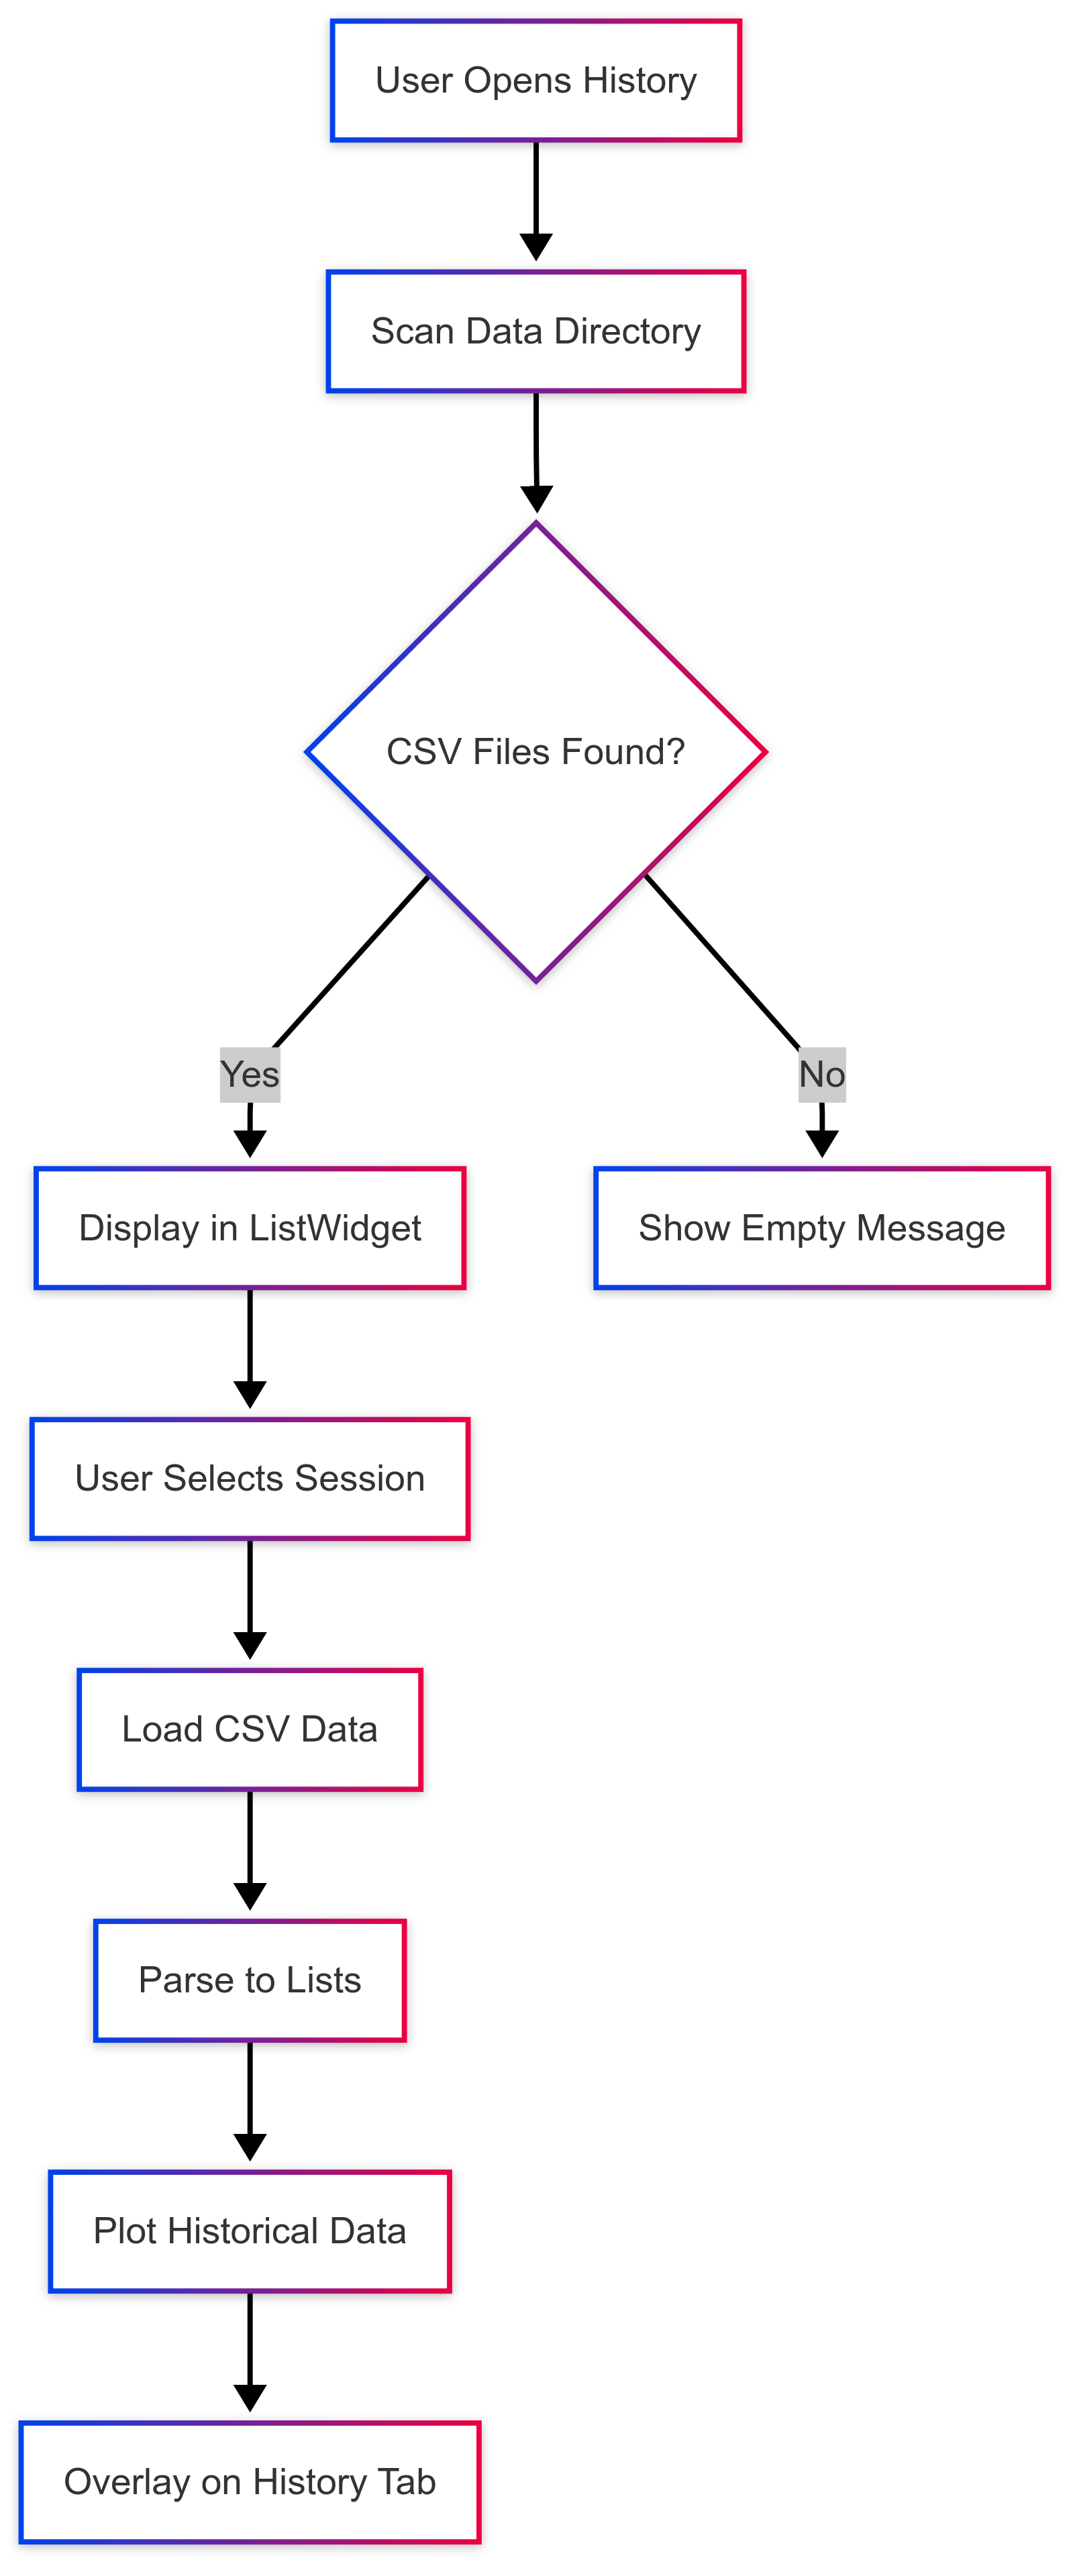 User Opens History
Scan Data Directory
CSV Files Found?
Yes
No
Display in ListWidget
Show Empty Message
User Selects Session
Load CSV Data
Parse to Lists
Plot Historical Data
Overlay on History Tab